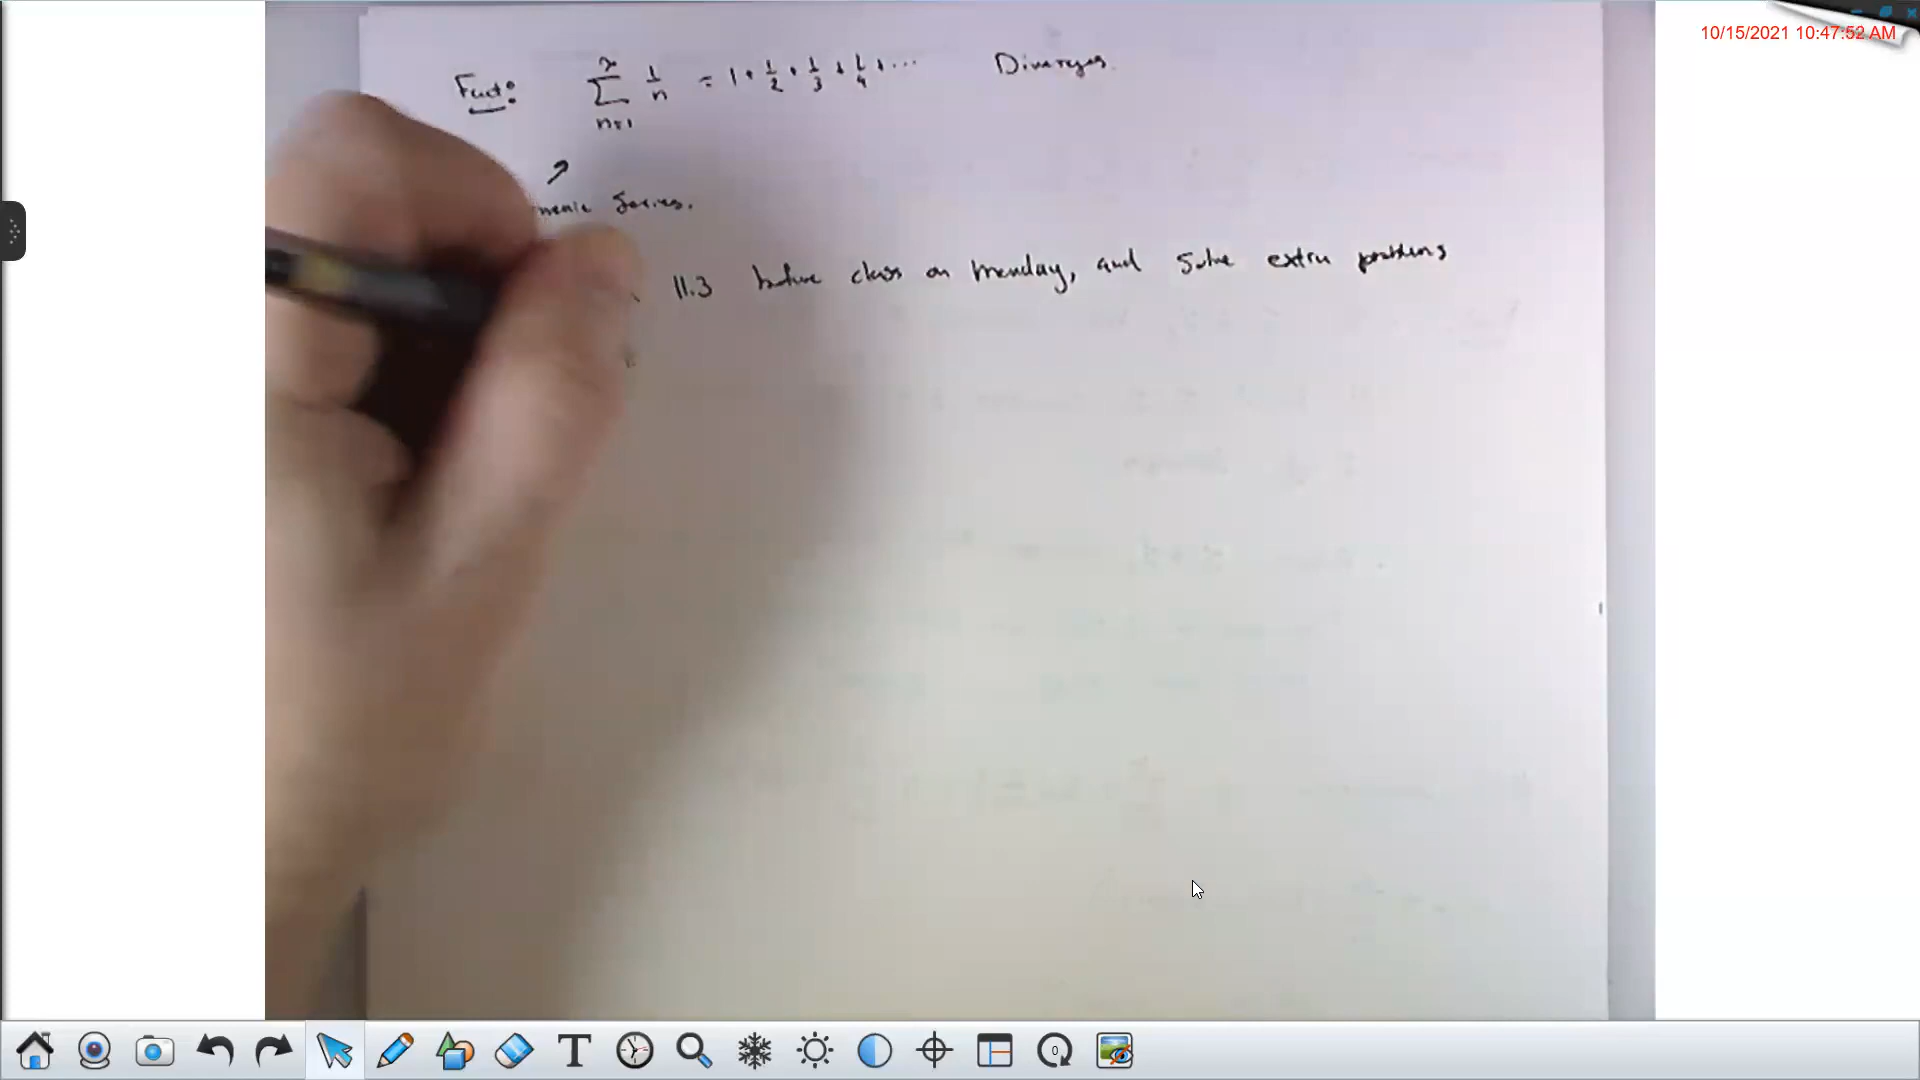 10/15/2021 10:47:52 AM
Fact: ∞ ∑ n=1 1/n = 1 + 1/2 + 1/3 + 1/4 + ... Diverges.
Series.
11.3 before class on Monday, and solve extra problems
T
0